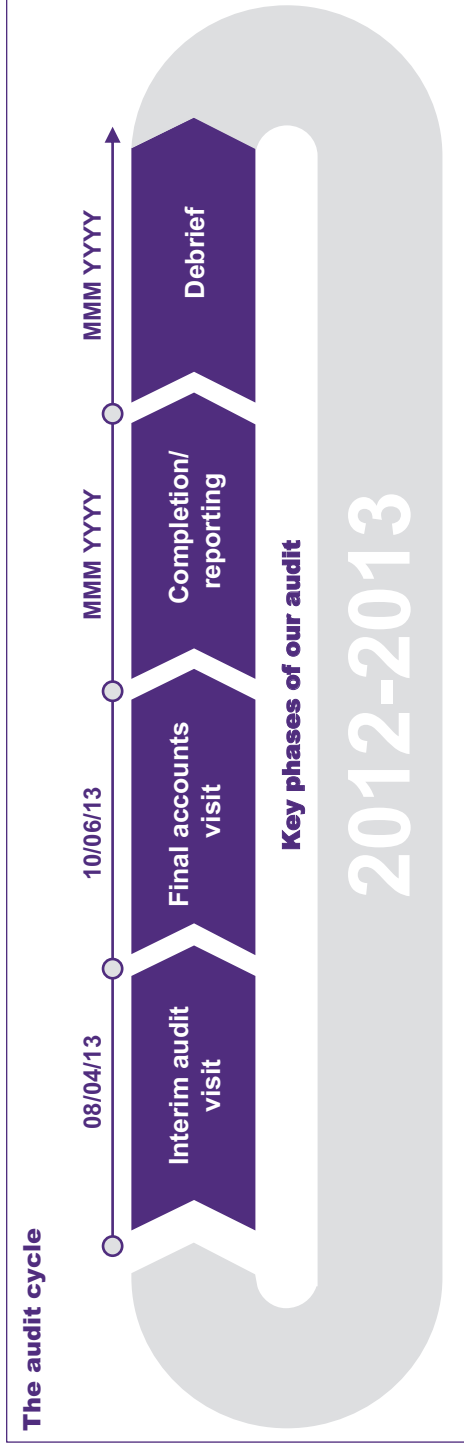 The audit cycle
08/04/13
10/06/13
MMM YYYY
MMM YYYY
Interim audit
visit
Final accounts
visit
Completion/
reporting
Debrief
Key phases of our audit
2012-2013